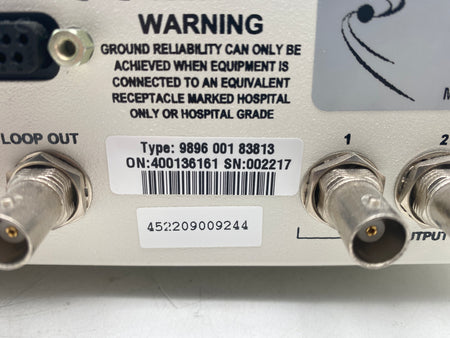 WARNING
GROUND RELIABILITY CAN ONLY BE
ACHIEVED WHEN EQUIPMENT IS
CONNECTED TO AN EQUIVALENT
RECEPTACLE MARKED HOSPITAL
ONLY OR HOSPITAL GRADE
M
LOOP OUT
Type: 9896 001 83813
ON:400136161 SN:002217
1
2
452209009244
UTPUT